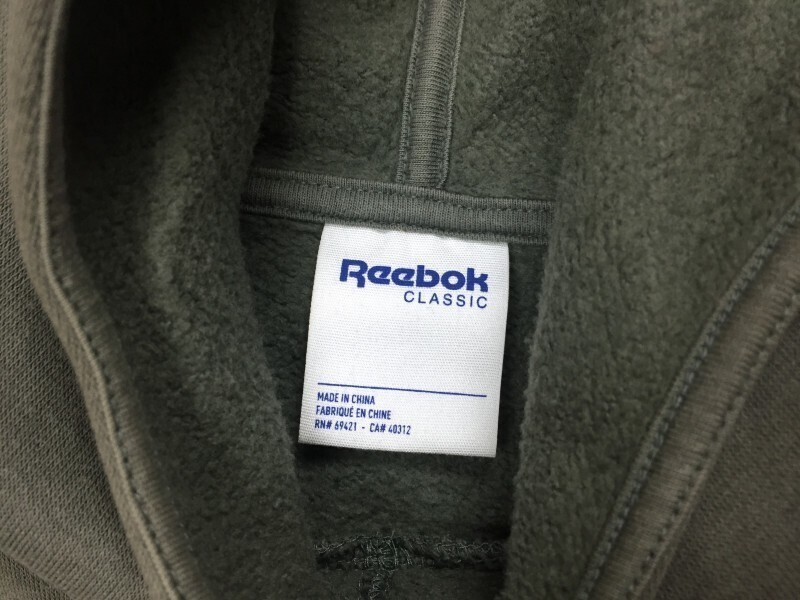 Reebok
CLASSIC
MADE IN CHINA
FABRIQUÉ EN CHINE
RN# 69421 - CA# 40312